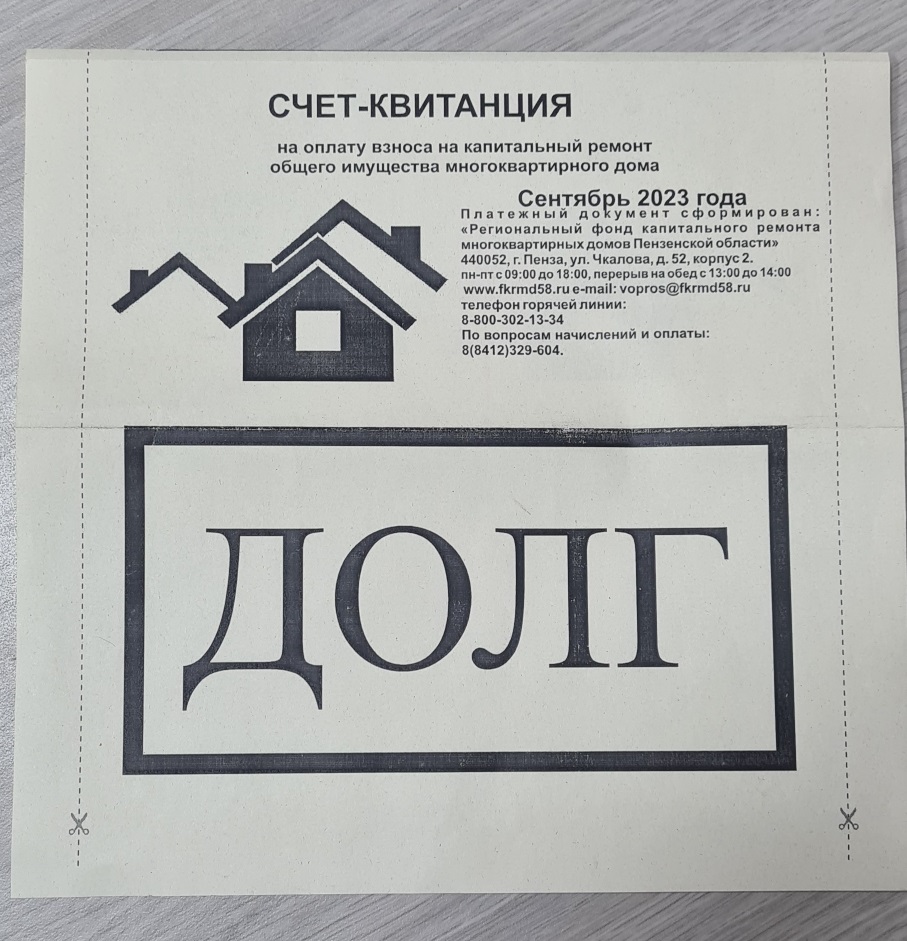 СЧЕТ-КВИТАНЦИЯ
на оплату взноса на капитальный ремонт
общего имущества многоквартирного дома
Сентябрь 2023 года
Платежный документ сформирован:
«Региональный фонд капитального ремонта
многоквартирных домов Пензенской области»
440052, г. Пенза, ул. Чкалова, д. 52, корпус 2.
пн-пт с 09:00 до 18:00, перерыв на обед с 13:00 до 14:00
www.fkrmd58.ru e-mail: vopros@fkrmd58.ru
телефон горячей линии:
8-800-302-13-34
По вопросам начислений и оплаты:
8(8412)329-604.
ДОЛГ